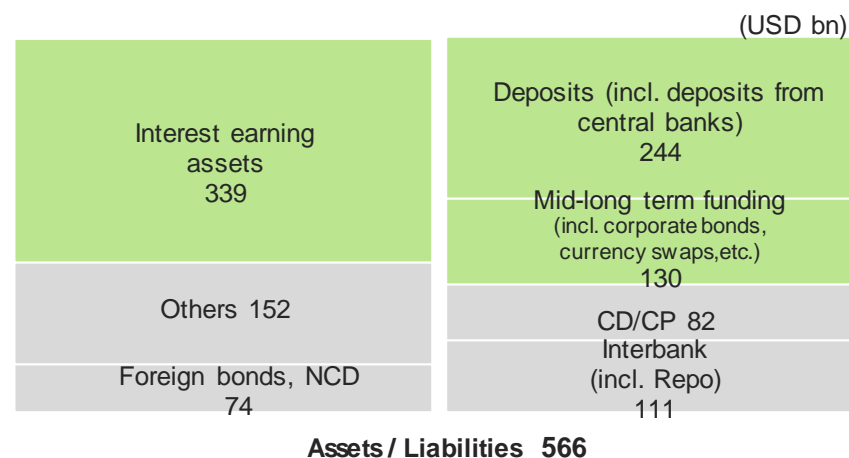 (USD bn)
Interest earning
assets
339
Others 152
Foreign bonds, NCD
74
Deposits (incl. deposits from
central banks)
244
Mid-long term funding
(incl. corporate bonds,
currency swaps,etc.)
130
CD/CP 82
Interbank
(incl. Repo)
111
Assets / Liabilities 566